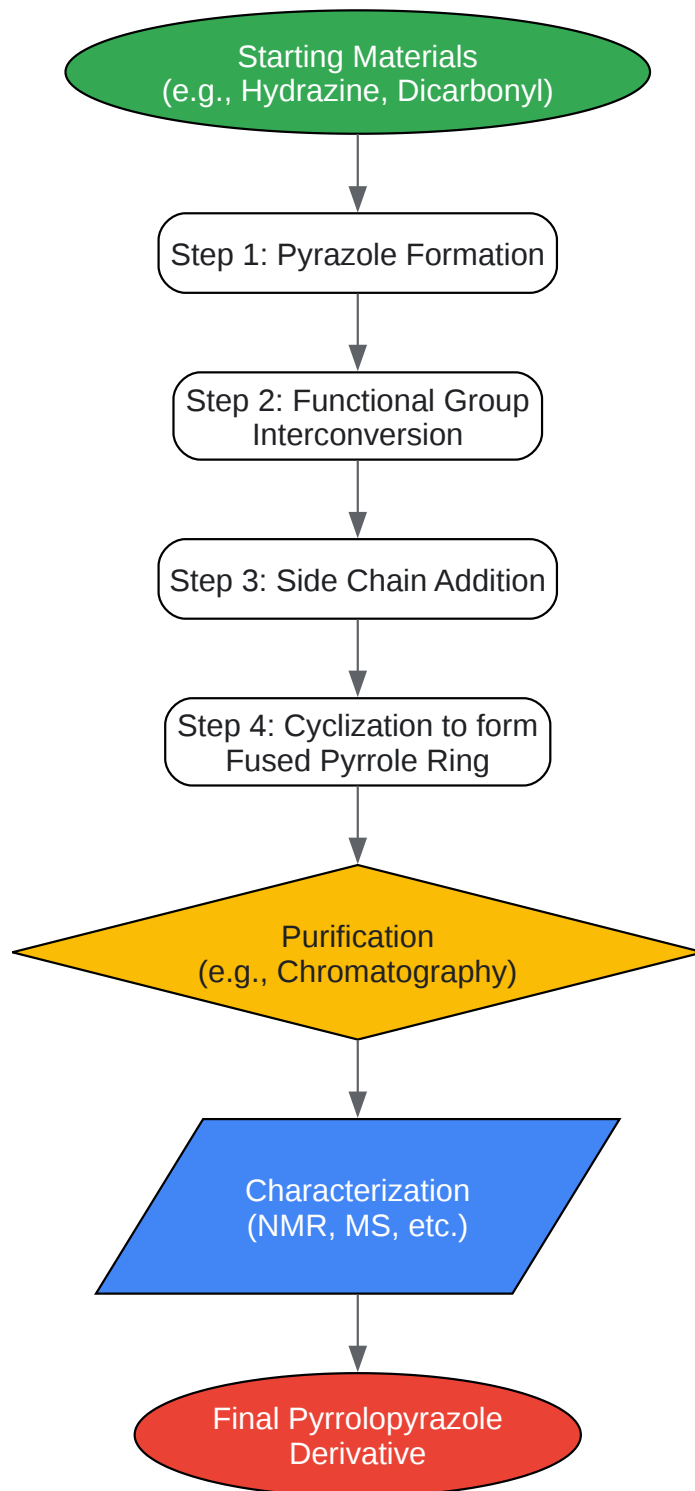 Starting Materials
(e.g., Hydrazine, Dicarbonyl)
Step 1: Pyrazole Formation
Step 2: Functional Group
Interconversion
Step 3: Side Chain Addition
Step 4: Cyclization to form
Fused Pyrrole Ring
Purification
(e.g., Chromatography)
Characterization
(NMR, MS, etc.)
Final Pyrrolopyrazole
Derivative